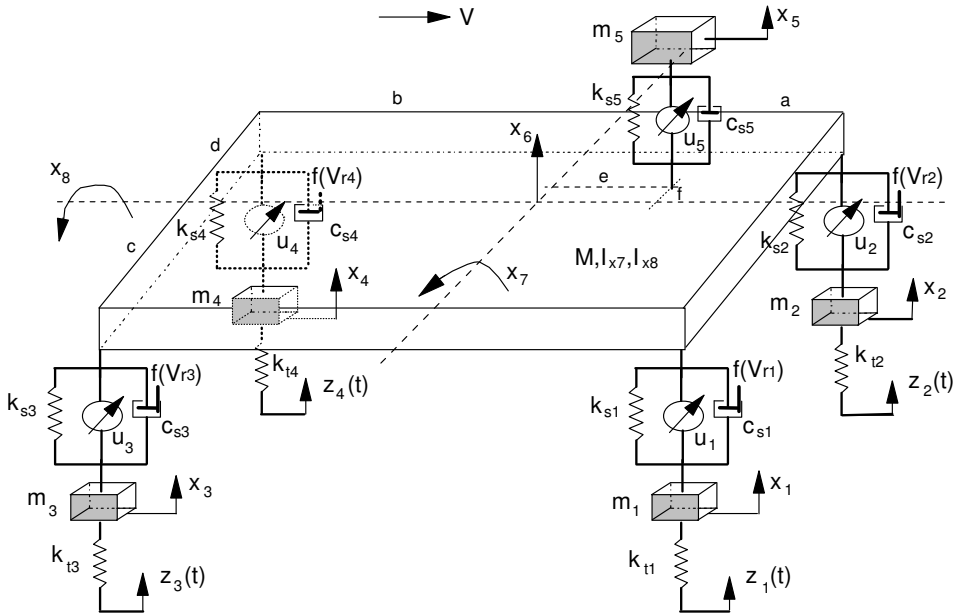 V
x5
m5
b
a
ks5
cs5
u5
x6
d
e
f
x8
f(Vr4)
f(Vr2)
ks4
u4
cs4
ks2
u2
cs2
c
M,Ix7,Ix8
x7
m4
x4
m2
x2
kt4
z4(t)
kt2
z2(t)
f(Vr3)
f(Vr1)
ks3
u3
cs3
ks1
u1
cs1
m3
x3
m1
x1
kt3
z3(t)
kt1
z1(t)